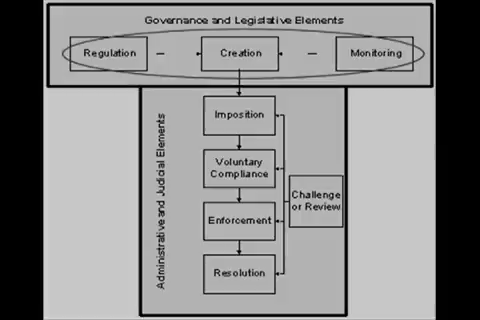 Governance and Legislative Elements
Regulation
Creation
Monitoring
Administrative and Judicial Elements
Imposition
Voluntary
Compliance
Enforcement
Resolution
Challenge
or Review